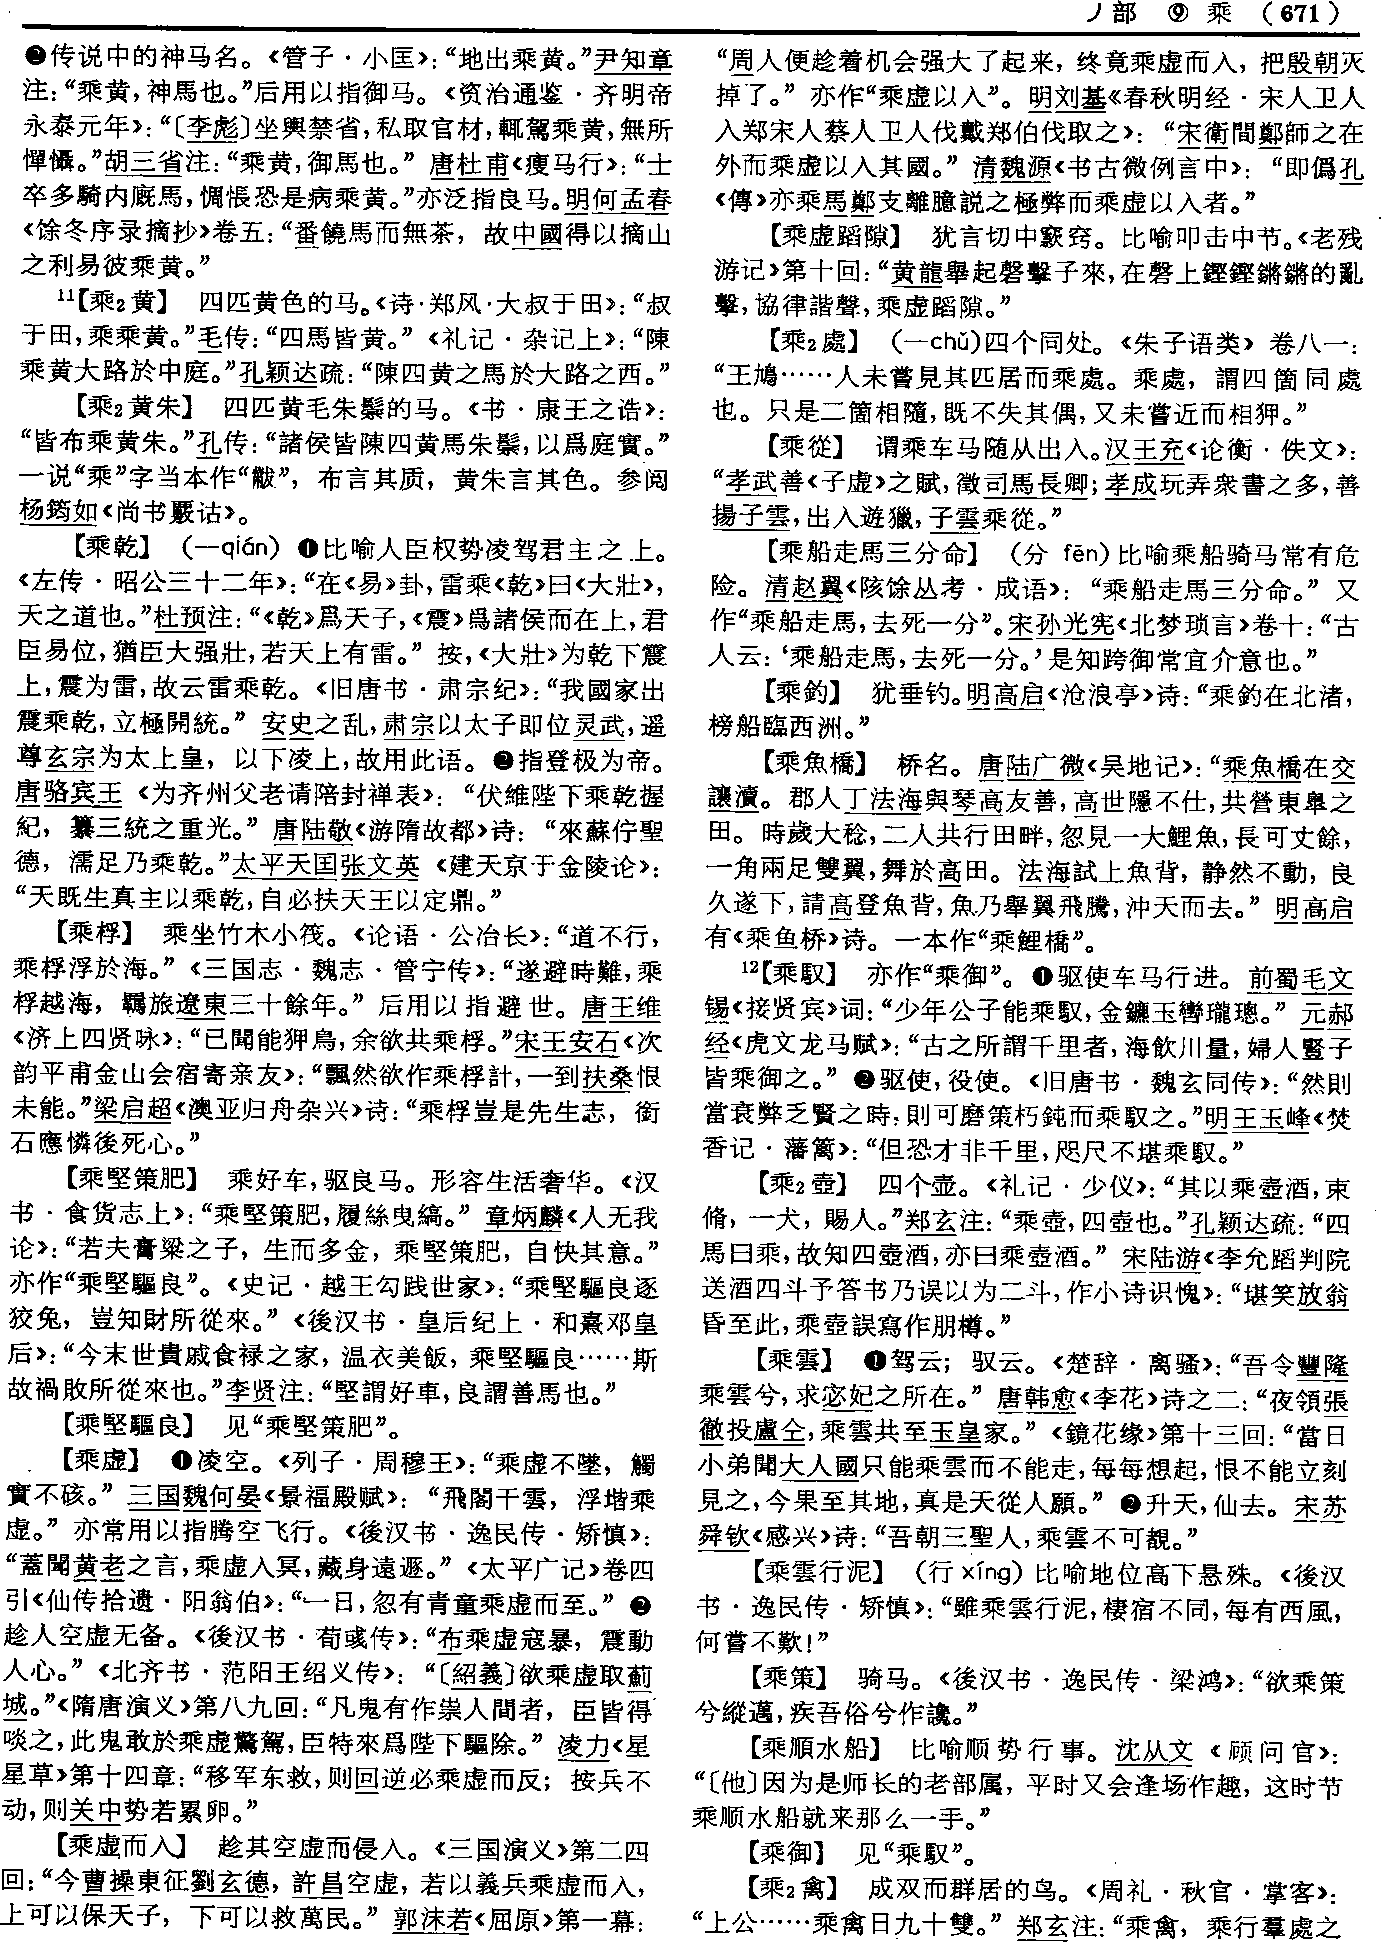 丿部 ⑨ 乘 (671)
❷传说中的神马名。《管子·小匡》：“地出乘黄。”尹知章
注：“乘黄，神馬也。”后用以指御马。《资治通鉴·齐明帝
永泰元年》：“〔李彪〕坐輿禁省，私取官材，輒駕乘黄，無所
憚懾。”胡三省注：“乘黄，御馬也。” 唐杜甫《瘦马行》：“士
卒多騎内廐馬，惆悵恐是病乘黄。”亦泛指良马。明何孟春
《馀冬序录摘抄》卷五：“番饒馬而無茶，故中國得以摘山
之利易彼乘黄。”
11【乘₂黄】 四匹黄色的马。《诗·郑风·大叔于田》：“叔
于田，乘乘黄。”毛传：“四馬皆黄。”《礼记·杂记上》：“陳
乘黄大路於中庭。”孔颖达疏：“陳四黄之馬於大路之西。”
【乘₂黄朱】 四匹黄毛朱鬃的马。《书·康王之诰》：
“皆布乘黄朱。”孔传：“諸侯皆陳四黄馬朱鬃，以爲庭實。”
一说“乘”字当本作“黻”，布言其质，黄朱言其色。参阅
杨筠如《尚书覈诂》。
【乘乾】 （—qián）❶比喻人臣权势凌驾君主之上。
《左传·昭公三十二年》：“在《易》卦，雷乘《乾》曰《大壯》，
天之道也。”杜预注：“《乾》爲天子，《震》爲諸侯而在上，君
臣易位，猶臣大强壯，若天上有雷。” 按，《大壯》为乾下震
上，震为雷，故云雷乘乾。《旧唐书·肃宗纪》：“我國家出
震乘乾，立極開統。” 安史之乱，肃宗以太子即位灵武，遥
尊玄宗为太上皇，以下凌上，故用此语。❷指登极为帝。
唐骆宾王《为齐州父老请陪封禅表》：“伏維陛下乘乾握
紀，纂三統之重光。” 唐陆敬《游隋故都》诗：“來蘇佇聖
德，濡足乃乘乾。”太平天囯张文英《建天京于金陵论》：
“天既生真主以乘乾，自必扶天王以定鼎。”
【乘桴】 乘坐竹木小筏。《论语·公冶长》：“道不行，
乘桴浮於海。”《三国志·魏志·管宁传》：“遂避時難，乘
桴越海，羈旅遼東三十餘年。” 后用以指避世。唐王维
《济上四贤咏》：“已聞能狎鳥，余欲共乘桴。”宋王安石《次
韵平甫金山会宿寄亲友》：“飄然欲作乘桴計，一到扶桑恨
未能。”梁启超《澳亚归舟杂兴》诗：“乘桴豈是先生志，銜
石應憐後死心。”
【乘堅策肥】 乘好车，驱良马。形容生活奢华。《汉
书·食货志上》：“乘堅策肥，履絲曳縞。” 章炳麟《人无我
论》：“若夫膏粱之子，生而多金，乘堅策肥，自快其意。”
亦作“乘堅驅良”。《史记·越王勾践世家》：“乘堅驅良逐
狡兔，豈知財所從來。”《後汉书·皇后纪上·和熹邓皇
后》：“今末世貴戚食禄之家，温衣美飯，乘堅驅良……斯
故禍敗所從來也。”李贤注：“堅謂好車，良謂善馬也。”
【乘堅驅良】 见“乘堅策肥”。
【乘虚】 ❶凌空。《列子·周穆王》：“乘虚不墜，觸
實不硋。” 三国魏何晏《景福殿赋》：“飛閣干雲，浮堦乘
虚。” 亦常用以指腾空飞行。《後汉书·逸民传·矫慎》：
“蓋聞黄老之言，乘虚入冥，藏身遠遯。”《太平广记》卷四
引《仙传拾遗·阳翁伯》：“一日，忽有青童乘虚而至。” ❷
趁人空虚无备。《後汉书·荀彧传》：“布乘虚寇暴，震動
人心。”《北齐书·范阳王绍义传》：“〔紹義〕欲乘虚取薊
城。”《隋唐演义》第八九回：“凡鬼有作祟人間者，臣皆得
啖之，此鬼敢於乘虚驚駕，臣特來爲陛下驅除。” 凌力《星
星草》第十四章：“移军东救，则回逆必乘虚而反；按兵不
动，则关中势若累卵。”
【乘虚而入】 趁其空虚而侵入。《三国演义》第二四
回：“今曹操東征劉玄德，許昌空虚，若以義兵乘虚而入，
上可以保天子，下可以救萬民。” 郭沫若《屈原》第一幕：
“周人便趁着机会强大了起来，终竟乘虚而入，把殷朝灭
掉了。” 亦作“乘虚以入”。明刘基《春秋明经·宋人卫人
入郑宋人蔡人卫人伐戴郑伯伐取之》：“宋衛間鄭師之在
外而乘虚以入其國。” 清魏源《书古微例言中》：“即僞孔
《傳》亦乘馬鄭支離臆説之極弊而乘虚以入者。”
【乘虚蹈隙】 犹言切中窾窍。比喻叩击中节。《老残
游记》第十回：“黄龍舉起磬擊子來，在磬上鏗鏗鏘鏘的亂
擊，協律諧聲，乘虚蹈隙。”
【乘₂處】 （—chǔ）四个同处。《朱子语类》卷八一：
“王鳩……人未嘗見其匹居而乘處。乘處，謂四箇同處
也。只是二箇相隨，既不失其偶，又未嘗近而相狎。”
【乘從】 谓乘车马随从出入。汉王充《论衡·佚文》：
“孝武善《子虚》之賦，徵司馬長卿；孝成玩弄衆書之多，善
揚子雲，出入遊獵，子雲乘從。”
【乘船走馬三分命】 （分 fēn）比喻乘船骑马常有危
险。清赵翼《陔馀丛考·成语》：“乘船走馬三分命。” 又
作“乘船走馬，去死一分”。宋孙光宪《北梦琐言》卷十：“古
人云：‘乘船走馬，去死一分。’是知跨御常宜介意也。”
【乘釣】 犹垂钓。明高启《沧浪亭》诗：“乘釣在北渚，
榜船臨西洲。”
【乘魚橋】 桥名。唐陆广微《吴地记》：“乘魚橋在交
讓瀆。郡人丁法海與琴高友善，高世隱不仕，共營東臯之
田。時歲大稔，二人共行田畔，忽見一大鯉魚，長可丈餘，
一角兩足雙翼，舞於高田。法海試上魚背，静然不動，良
久遂下，請高登魚背，魚乃舉翼飛騰，沖天而去。” 明高启
有《乘鱼桥》诗。一本作“乘鯉橋”。
12【乘馭】 亦作“乘御”。❶驱使车马行进。前蜀毛文
锡《接贤宾》词：“少年公子能乘馭，金鑣玉轡瓏璁。” 元郝
经《虎文龙马赋》：“古之所謂千里者，海飲川量，婦人豎子
皆乘御之。” ❷驱使，役使。《旧唐书·魏玄同传》：“然則
當衰弊乏賢之時，則可磨策朽鈍而乘馭之。”明王玉峰《焚
香记·藩篱》：“但恐才非千里，咫尺不堪乘馭。”
【乘₂壺】 四个壶。《礼记·少仪》：“其以乘壺酒，束
脩，一犬，賜人。”郑玄注：“乘壺，四壺也。”孔颖达疏：“四
馬曰乘，故知四壺酒，亦曰乘壺酒。” 宋陆游《李允蹈判院
送酒四斗予答书乃误以为二斗，作小诗识愧》：“堪笑放翁
昏至此，乘壺誤寫作朋樽。”
【乘雲】 ❶驾云；驭云。《楚辞·离骚》：“吾令豐隆
乘雲兮，求宓妃之所在。” 唐韩愈《李花》诗之二：“夜領張
徹投盧仝，乘雲共至玉皇家。”《鏡花缘》第十三回：“當日
小弟聞大人國只能乘雲而不能走，每每想起，恨不能立刻
見之，今果至其地，真是天從人願。” ❷升天，仙去。宋苏
舜钦《感兴》诗：“吾朝三聖人，乘雲不可覩。”
【乘雲行泥】 （行 xíng）比喻地位高下悬殊。《後汉
书·逸民传·矫慎》：“雖乘雲行泥，棲宿不同，每有西風，
何嘗不歎！”
【乘策】 骑马。《後汉书·逸民传·梁鸿》：“欲乘策
兮縱邁，疾吾俗兮作讒。”
【乘順水船】 比喻顺势行事。沈从文《顾问官》：
“〔他〕因为是师长的老部属，平时又会逢场作趣，这时节
乘顺水船就来那么一手。”
【乘御】 见“乘馭”。
【乘₂禽】 成双而群居的鸟。《周礼·秋官·掌客》：
“上公……乘禽日九十雙。” 郑玄注：“乘禽，乘行羣處之